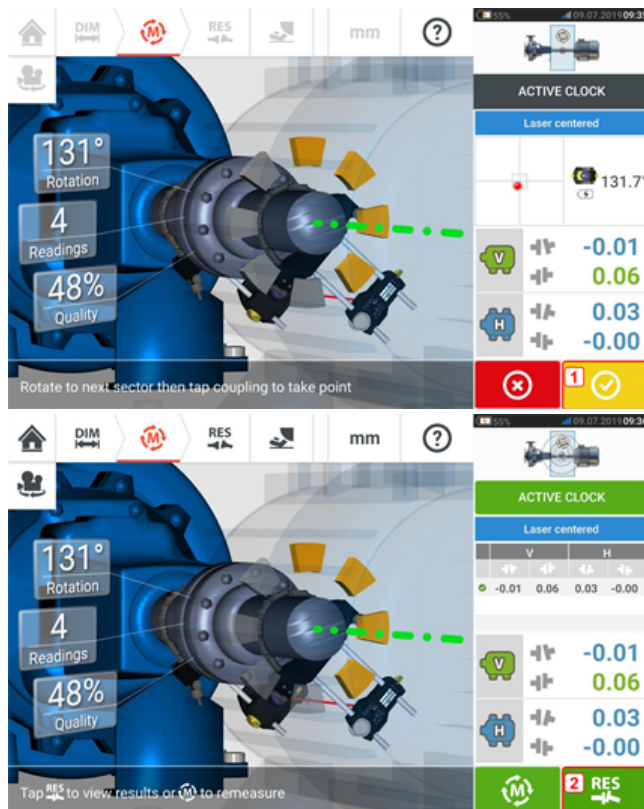 DIM
M
RES
mm
?
55%
09.07.2019 09:35
131°
Rotation
4
Readings
48%
Quality
Rotate to next sector then tap coupling to take point
ACTIVE CLOCK
Laser centered
131.7°
V
-0.01
0.06
H
0.03
-0.00
1
DIM
M
RES
mm
?
55%
09.07.2019 09:36
131°
Rotation
4
Readings
48%
Quality
Tap RES to view results or M to remeasure
ACTIVE CLOCK
Laser centered
V H
-0.01 0.06 0.03 -0.00
V
-0.01
0.06
H
0.03
-0.00
M
2 RES